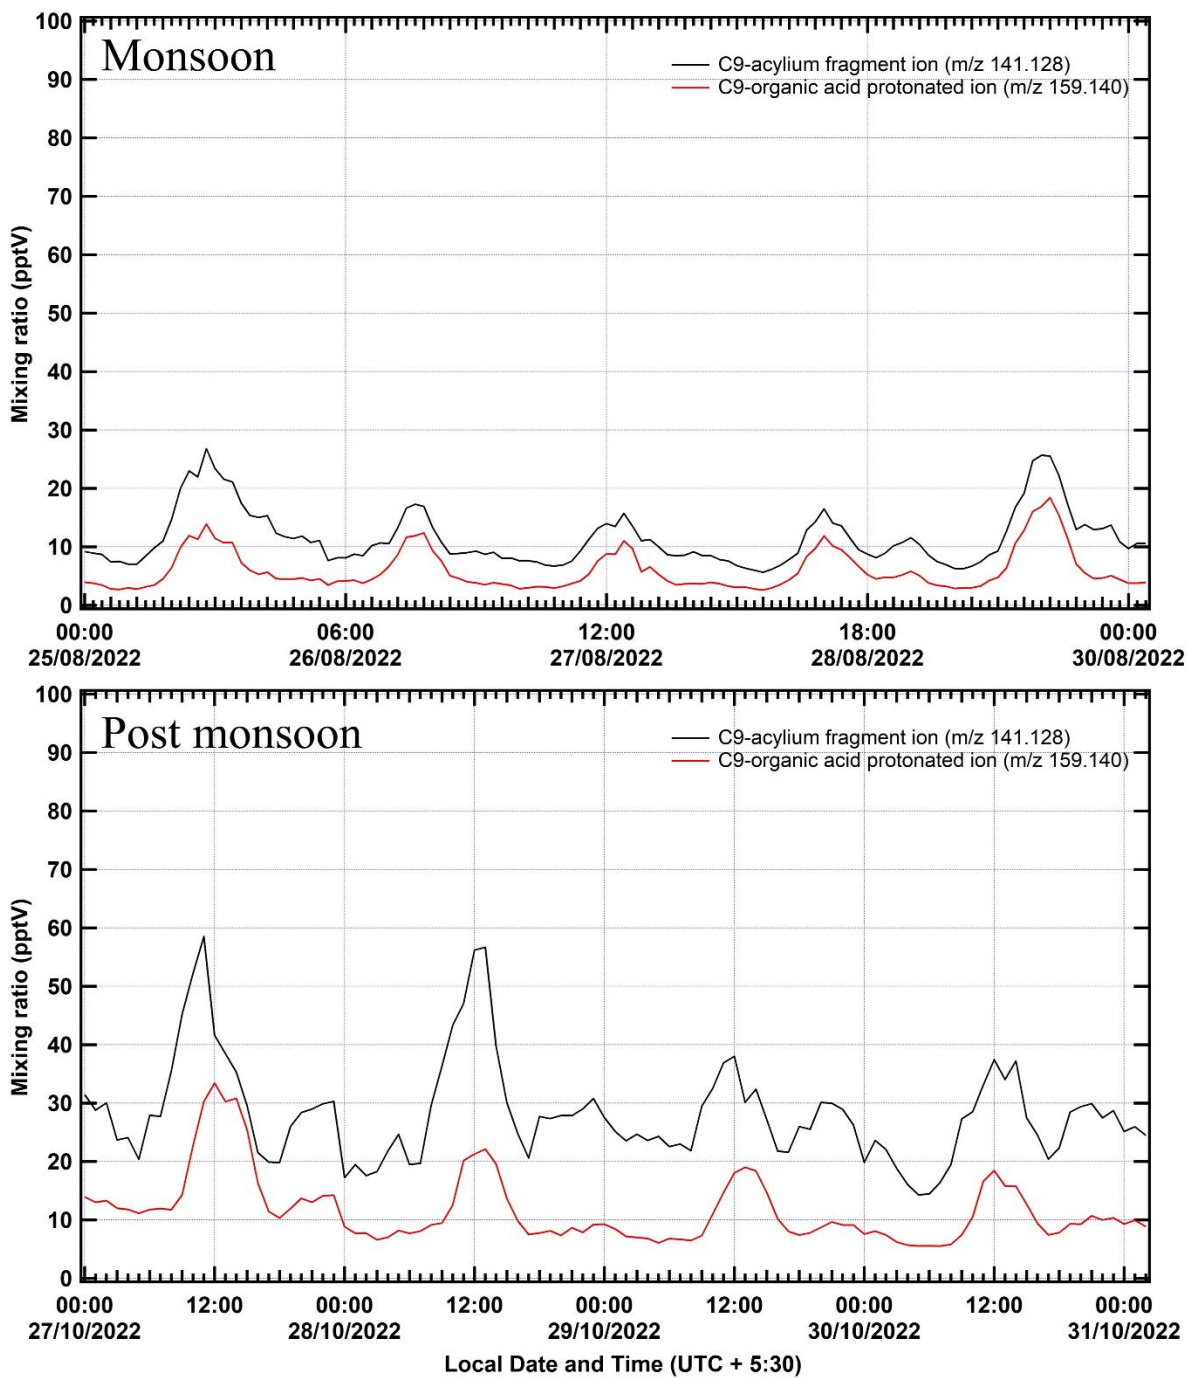 Monsoon
C9-acylium fragment ion (m/z 141.128)
C9-organic acid protonated ion (m/z 159.140)
100
90
80
70
60
50
40
30
20
10
0
Mixing ratio (pptV)
00:00 06:00 12:00 18:00 00:00
25/08/2022 26/08/2022 27/08/2022 28/08/2022 30/08/2022
Post monsoon
C9-acylium fragment ion (m/z 141.128)
C9-organic acid protonated ion (m/z 159.140)
100
90
80
70
60
50
40
30
20
10
0
Mixing ratio (pptV)
00:00 12:00 00:00 12:00 00:00 12:00 00:00 12:00 00:00
27/10/2022 28/10/2022 29/10/2022 30/10/2022 31/10/2022
Local Date and Time (UTC + 5:30)